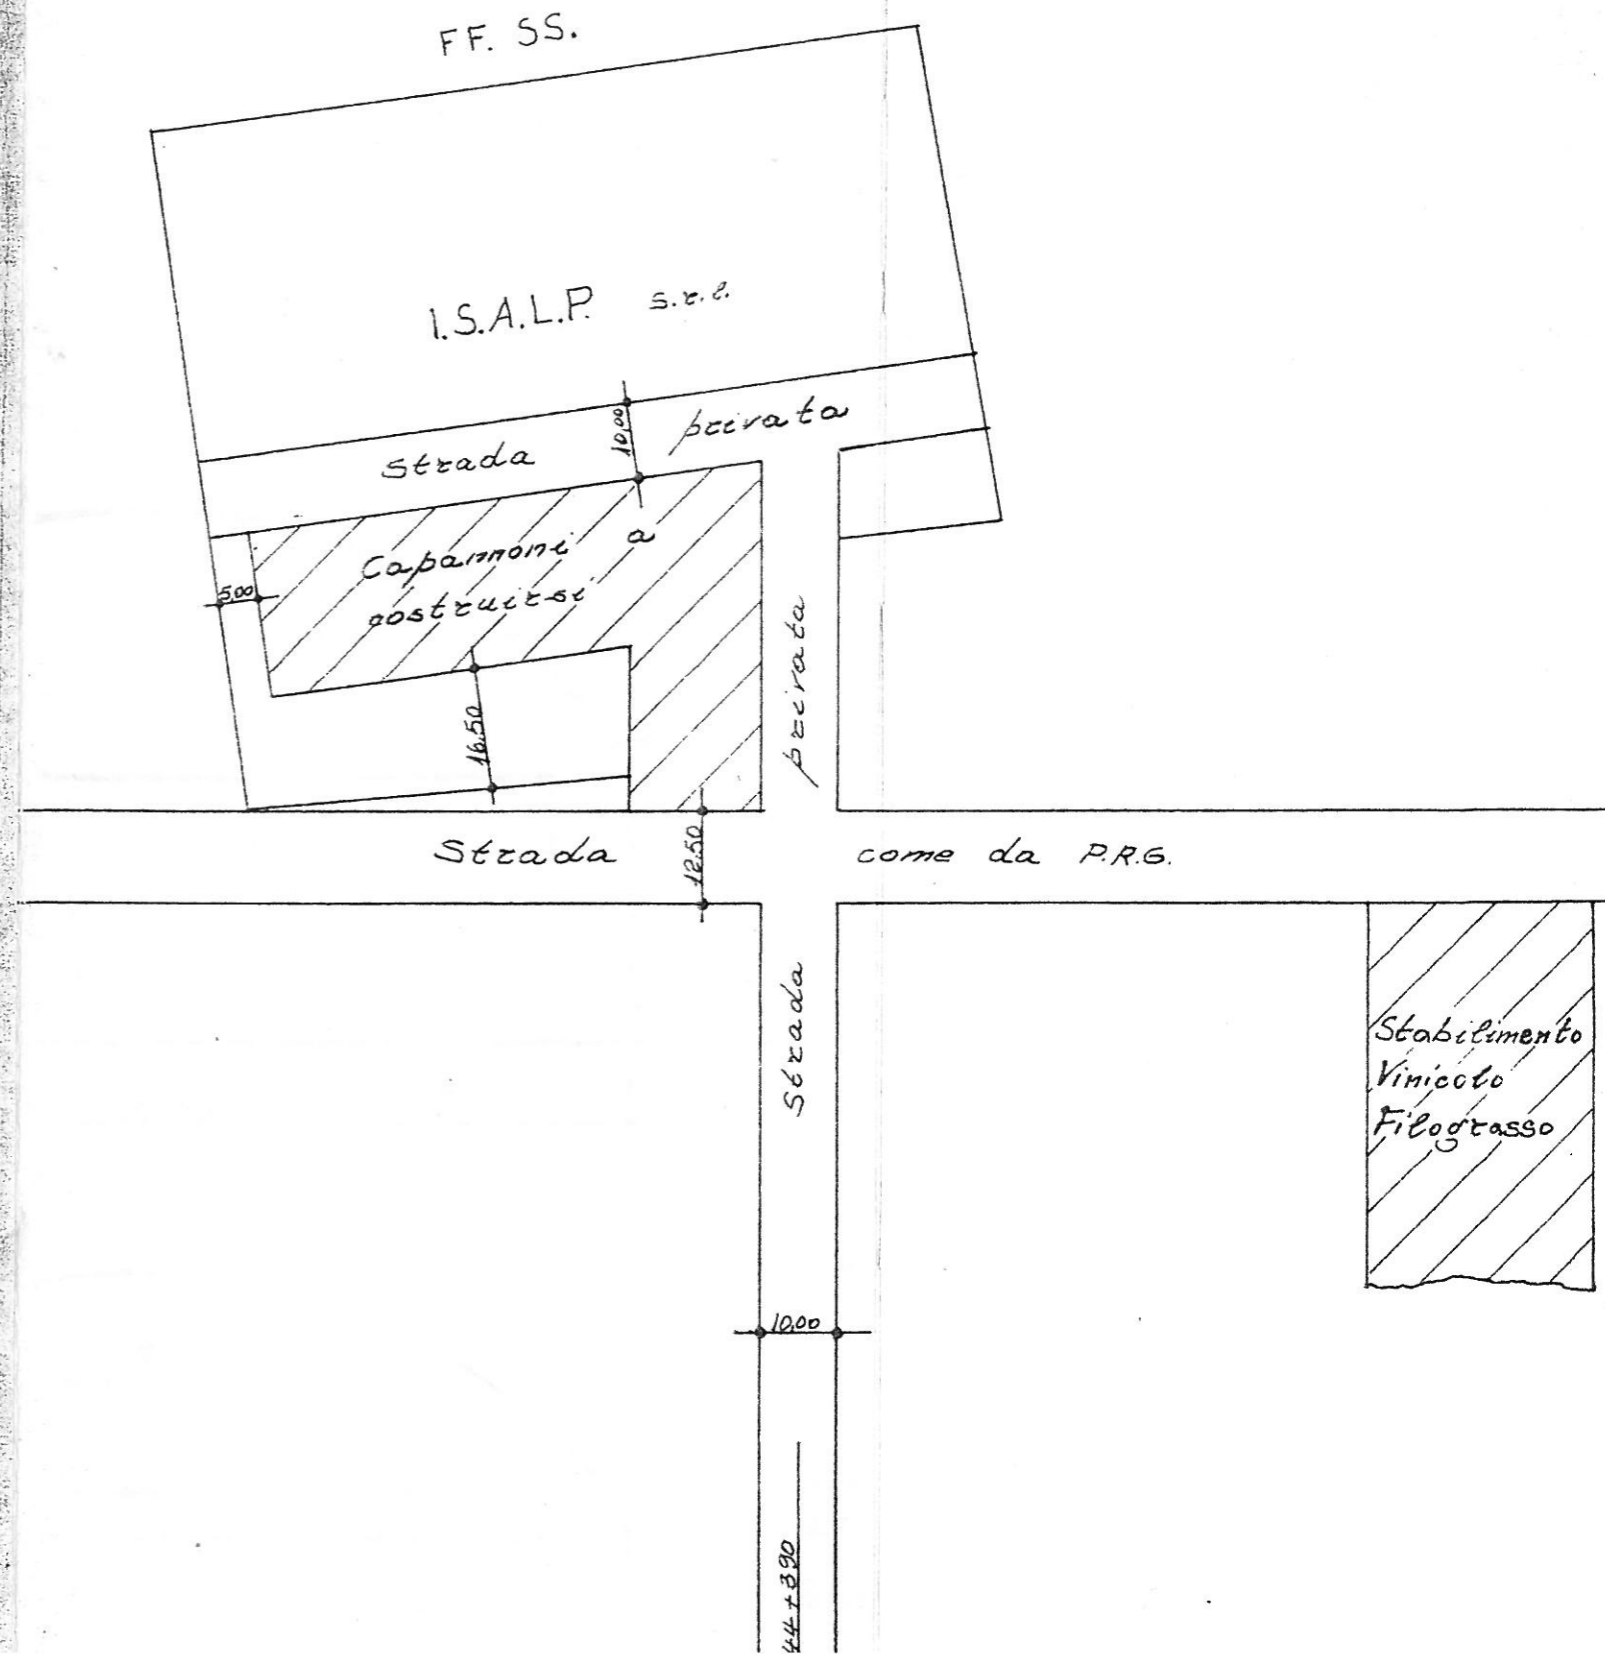 FF. SS.
I.S.A.L.P. s.r.l.
Strada privata
10,00
Capannoni a
costruirsi
5,00
16,50
privata
Strada come da P.R.G.
12,50
Strada
Stabilimento
Vinicolo
Filograsso
10,00
44+390